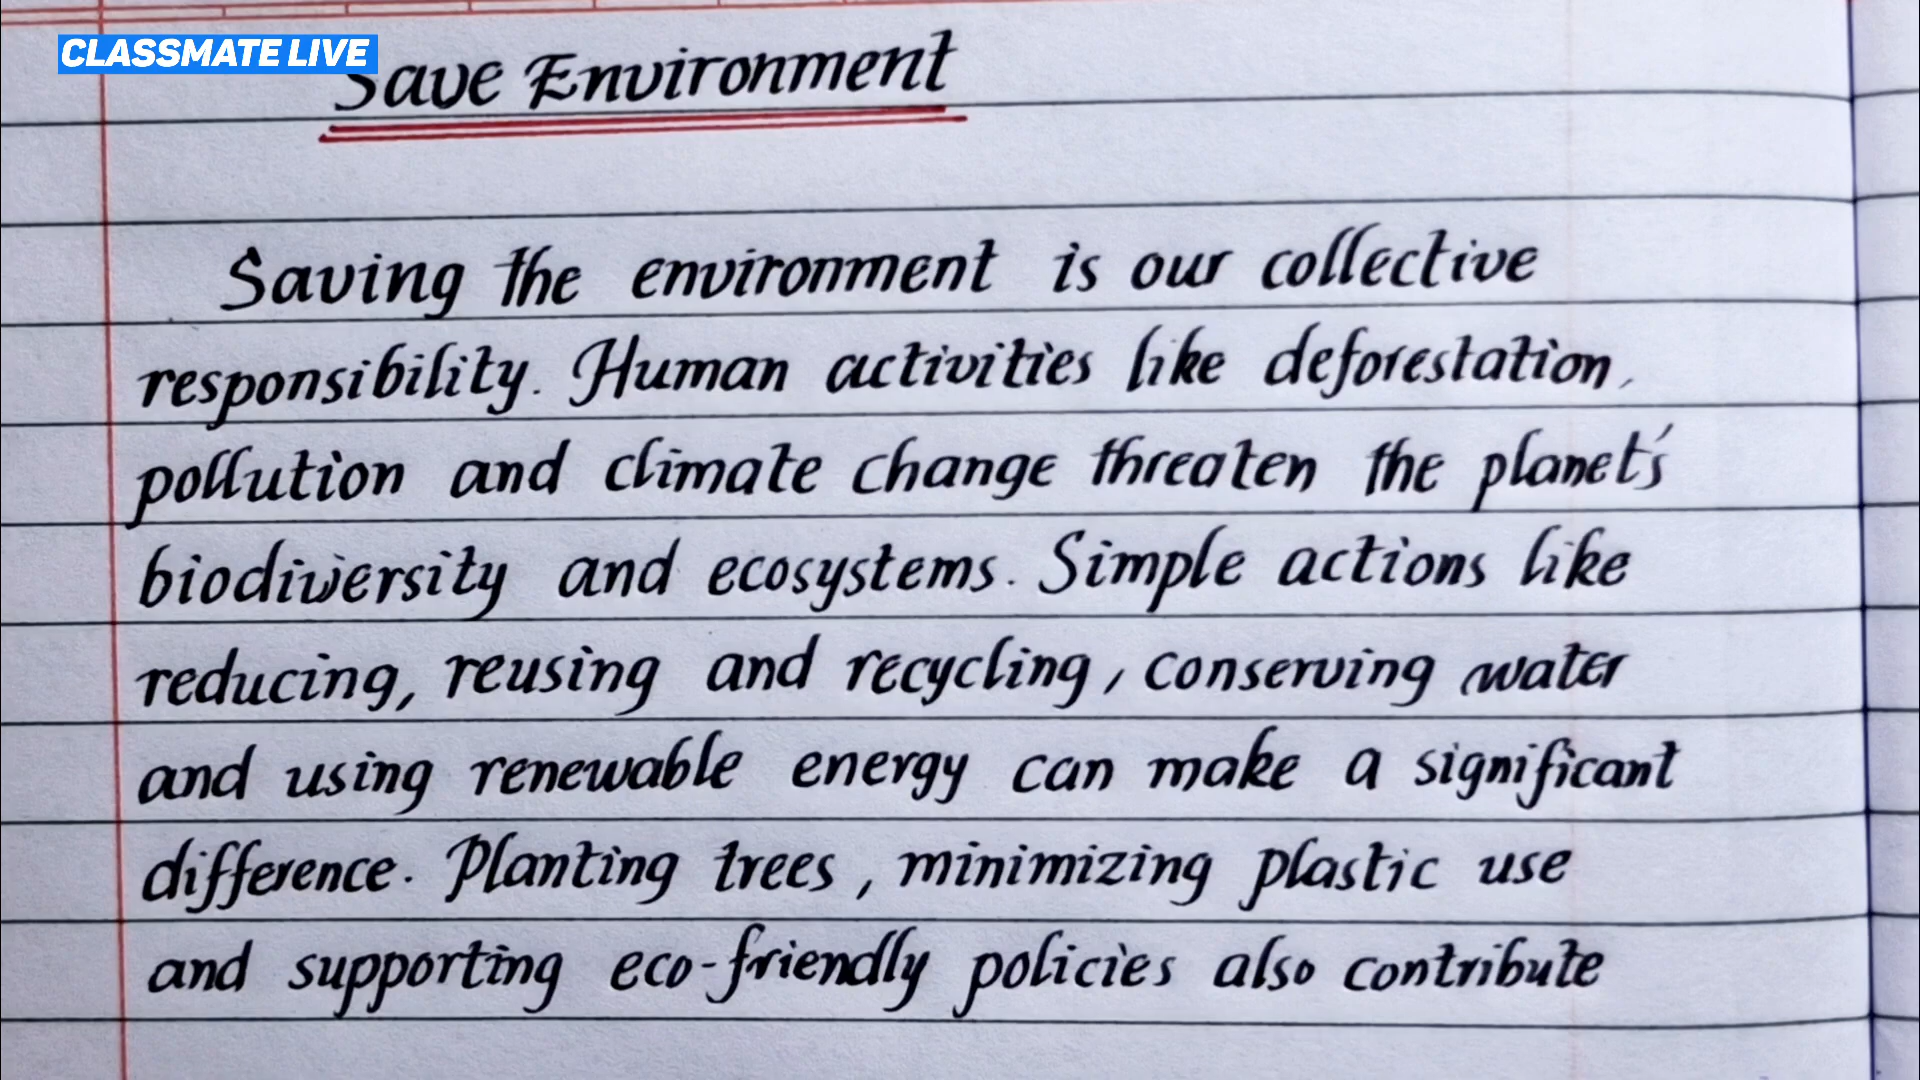 CLASSMATE LIVE
Save Environment
Saving the environment is our collective
responsibility. Human activities like deforestation,
pollution and climate change threaten the planet's
biodiversity and ecosystems. Simple actions like
reducing, reusing and recycling, conserving water
and using renewable energy can make a significant
difference. Planting trees, minimizing plastic use
and supporting eco-friendly policies also contribute